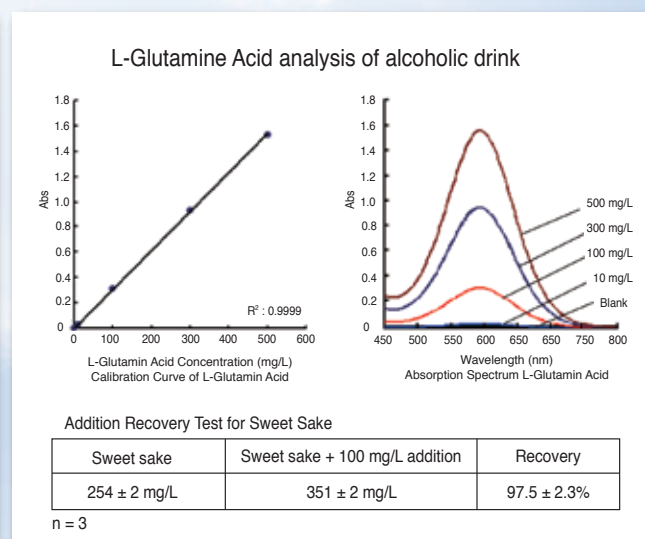 L-Glutamine Acid analysis of alcoholic drink
1.8
1.6
1.4
1.2
1.0
0.8
0.6
0.4
0.2
0
Abs
R² : 0.9999
0 100 200 300 400 500 600
L-Glutamin Acid Concentration (mg/L)
Calibration Curve of L-Glutamin Acid
1.8
1.6
1.4
1.2
1.0
0.8
0.6
0.4
0.2
0
Abs
500 mg/L
300 mg/L
100 mg/L
10 mg/L
Blank
450 500 550 600 650 650 750 800
Wavelength (nm)
Absorption Spectrum L-Glutamin Acid
Addition Recovery Test for Sweet Sake
Sweet sake Sweet sake + 100 mg/L addition Recovery
254 ± 2 mg/L 351 ± 2 mg/L 97.5 ± 2.3%
n = 3